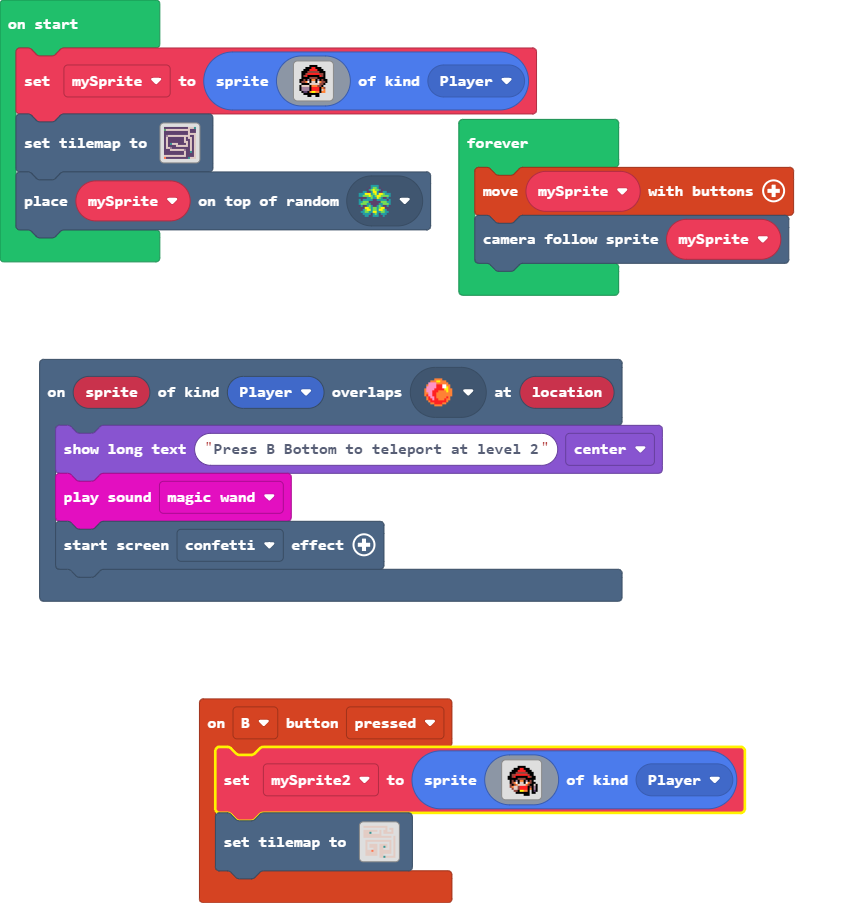 on start
set mySprite to sprite of kind Player
set tilemap to
place mySprite on top of random
forever
move mySprite with buttons
camera follow sprite mySprite
on sprite of kind Player overlaps at location
show long text "Press B Bottom to teleport at level 2" center
play sound magic wand
start screen confetti effect
on B button pressed
set mySprite2 to sprite of kind Player
set tilemap to